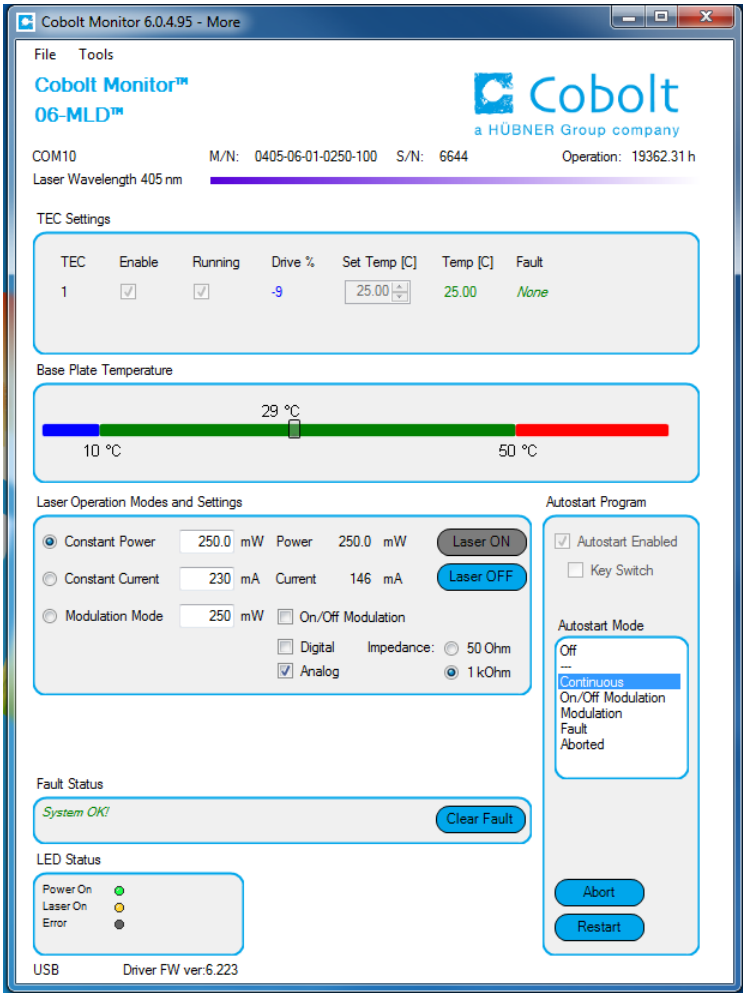 Cobolt Monitor 6.0.4.95 - More
File Tools
Cobolt Monitor™
06-MLD™
Cobolt
a HÜBNER Group company
COM10 M/N: 0405-06-01-0250-100 S/N: 6644 Operation: 19362.31 h
Laser Wavelength 405 nm
TEC Settings
TEC Enable Running Drive % Set Temp [C] Temp [C] Fault
1 -9 25.00 25.00 None
Base Plate Temperature
29 °C
10 °C 50 °C
Laser Operation Modes and Settings
Constant Power 250.0 mW Power 250.0 mW Laser ON
Constant Current 230 mA Current 146 mA Laser OFF
Modulation Mode 250 mW On/Off Modulation
Digital Impedance: 50 Ohm
Analog 1 kOhm
Autostart Program
Autostart Enabled
Key Switch
Autostart Mode
Off
---
Continuous
On/Off Modulation
Modulation
Fault
Aborted
Fault Status
System OK!
Clear Fault
LED Status
Power On
Laser On
Error
Abort
Restart
USB Driver FW ver:6.223